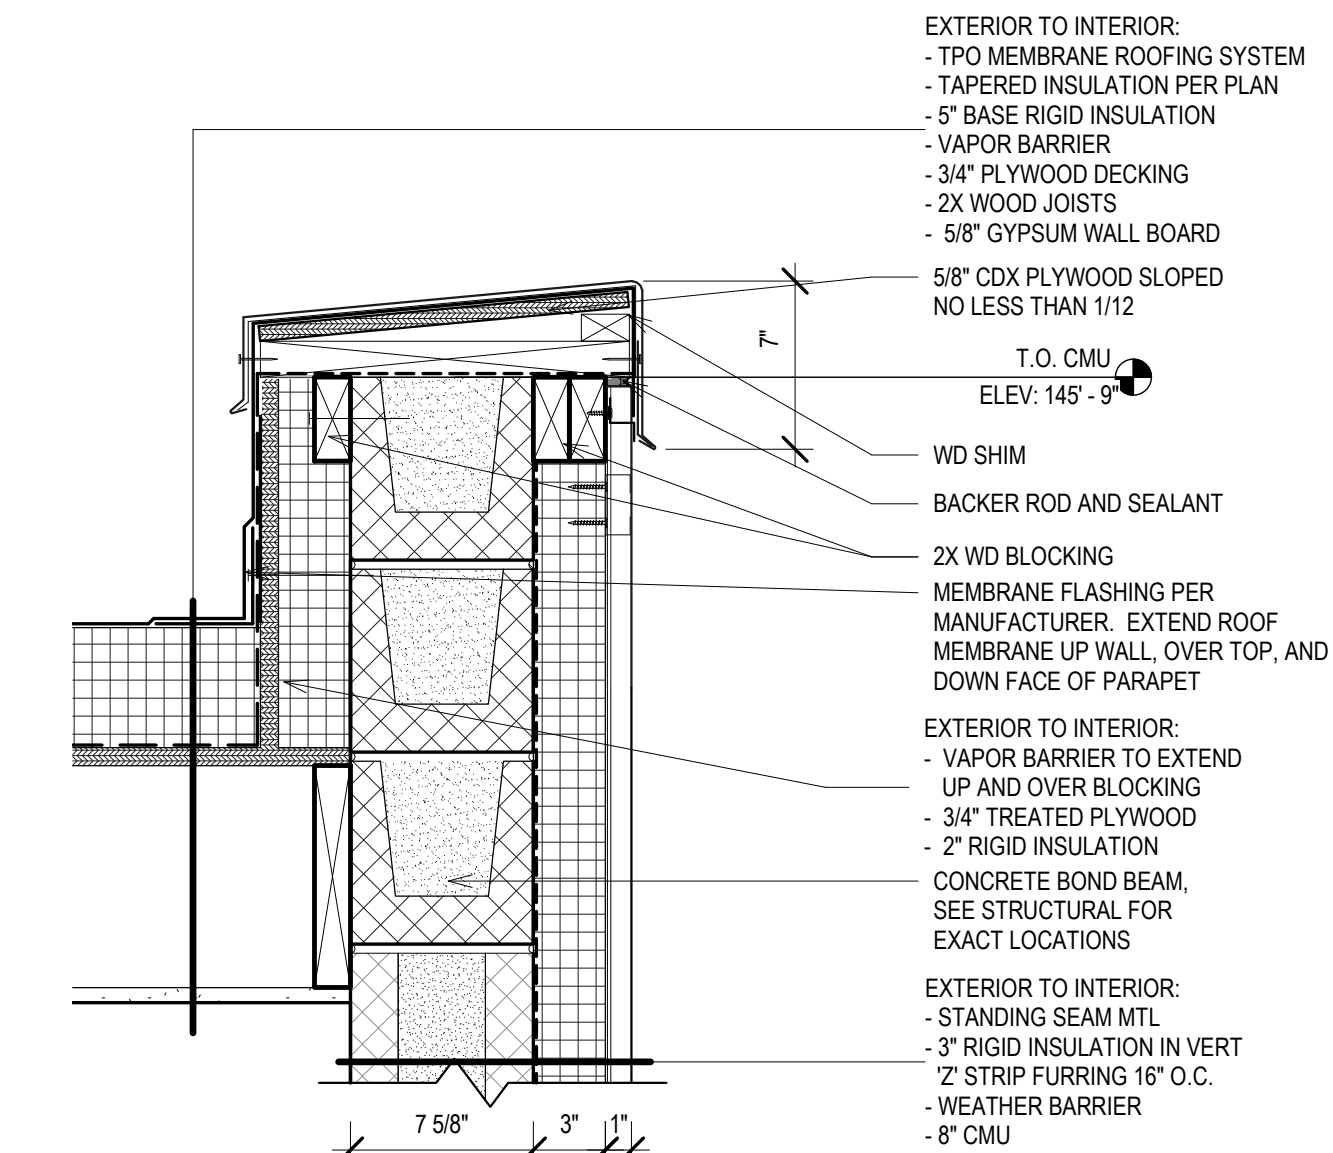 EXTERIOR TO INTERIOR:
- TPO MEMBRANE ROOFING SYSTEM
- TAPERED INSULATION PER PLAN
- 5" BASE RIGID INSULATION
- VAPOR BARRIER
- 3/4" PLYWOOD DECKING
- 2X WOOD JOISTS
- 5/8" GYPSUM WALL BOARD
5/8" CDX PLYWOOD SLOPED
NO LESS THAN 1/12
7"
T.O. CMU
ELEV: 145' - 9"
WD SHIM
BACKER ROD AND SEALANT
2X WD BLOCKING
MEMBRANE FLASHING PER
MANUFACTURER. EXTEND ROOF
MEMBRANE UP WALL, OVER TOP, AND
DOWN FACE OF PARAPET
EXTERIOR TO INTERIOR:
- VAPOR BARRIER TO EXTEND
UP AND OVER BLOCKING
- 3/4" TREATED PLYWOOD
- 2" RIGID INSULATION
CONCRETE BOND BEAM,
SEE STRUCTURAL FOR
EXACT LOCATIONS
EXTERIOR TO INTERIOR:
- STANDING SEAM MTL
- 3" RIGID INSULATION IN VERT
'Z' STRIP FURRING 16" O.C.
- WEATHER BARRIER
- 8" CMU
7 5/8" 3" 1"